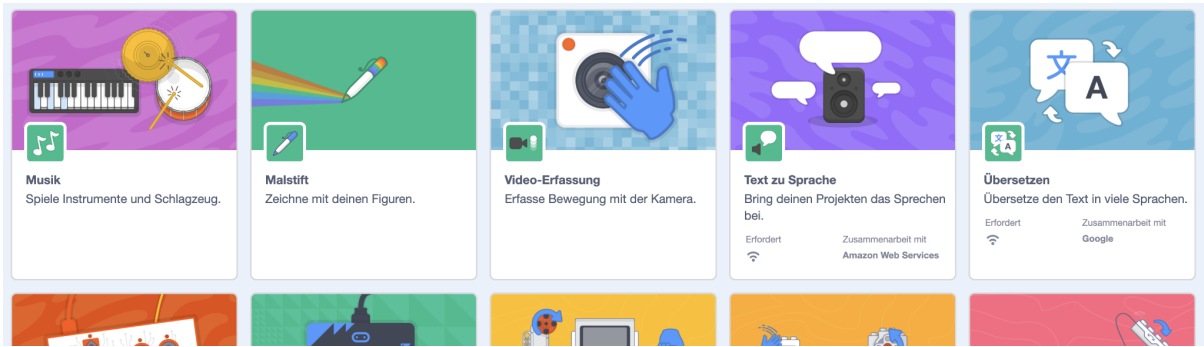 Musik
Spiele Instrumente und Schlagzeug.
Malstift
Zeichne mit deinen Figuren.
Video-Erfassung
Erfasse Bewegung mit der Kamera.
Text zu Sprache
Bring deinen Projekten das Sprechen
bei.
Erfordert
Zusammenarbeit mit
Amazon Web Services
文 A
文 A
Übersetzen
Übersetze den Text in viele Sprachen.
Erfordert
Zusammenarbeit mit
Google